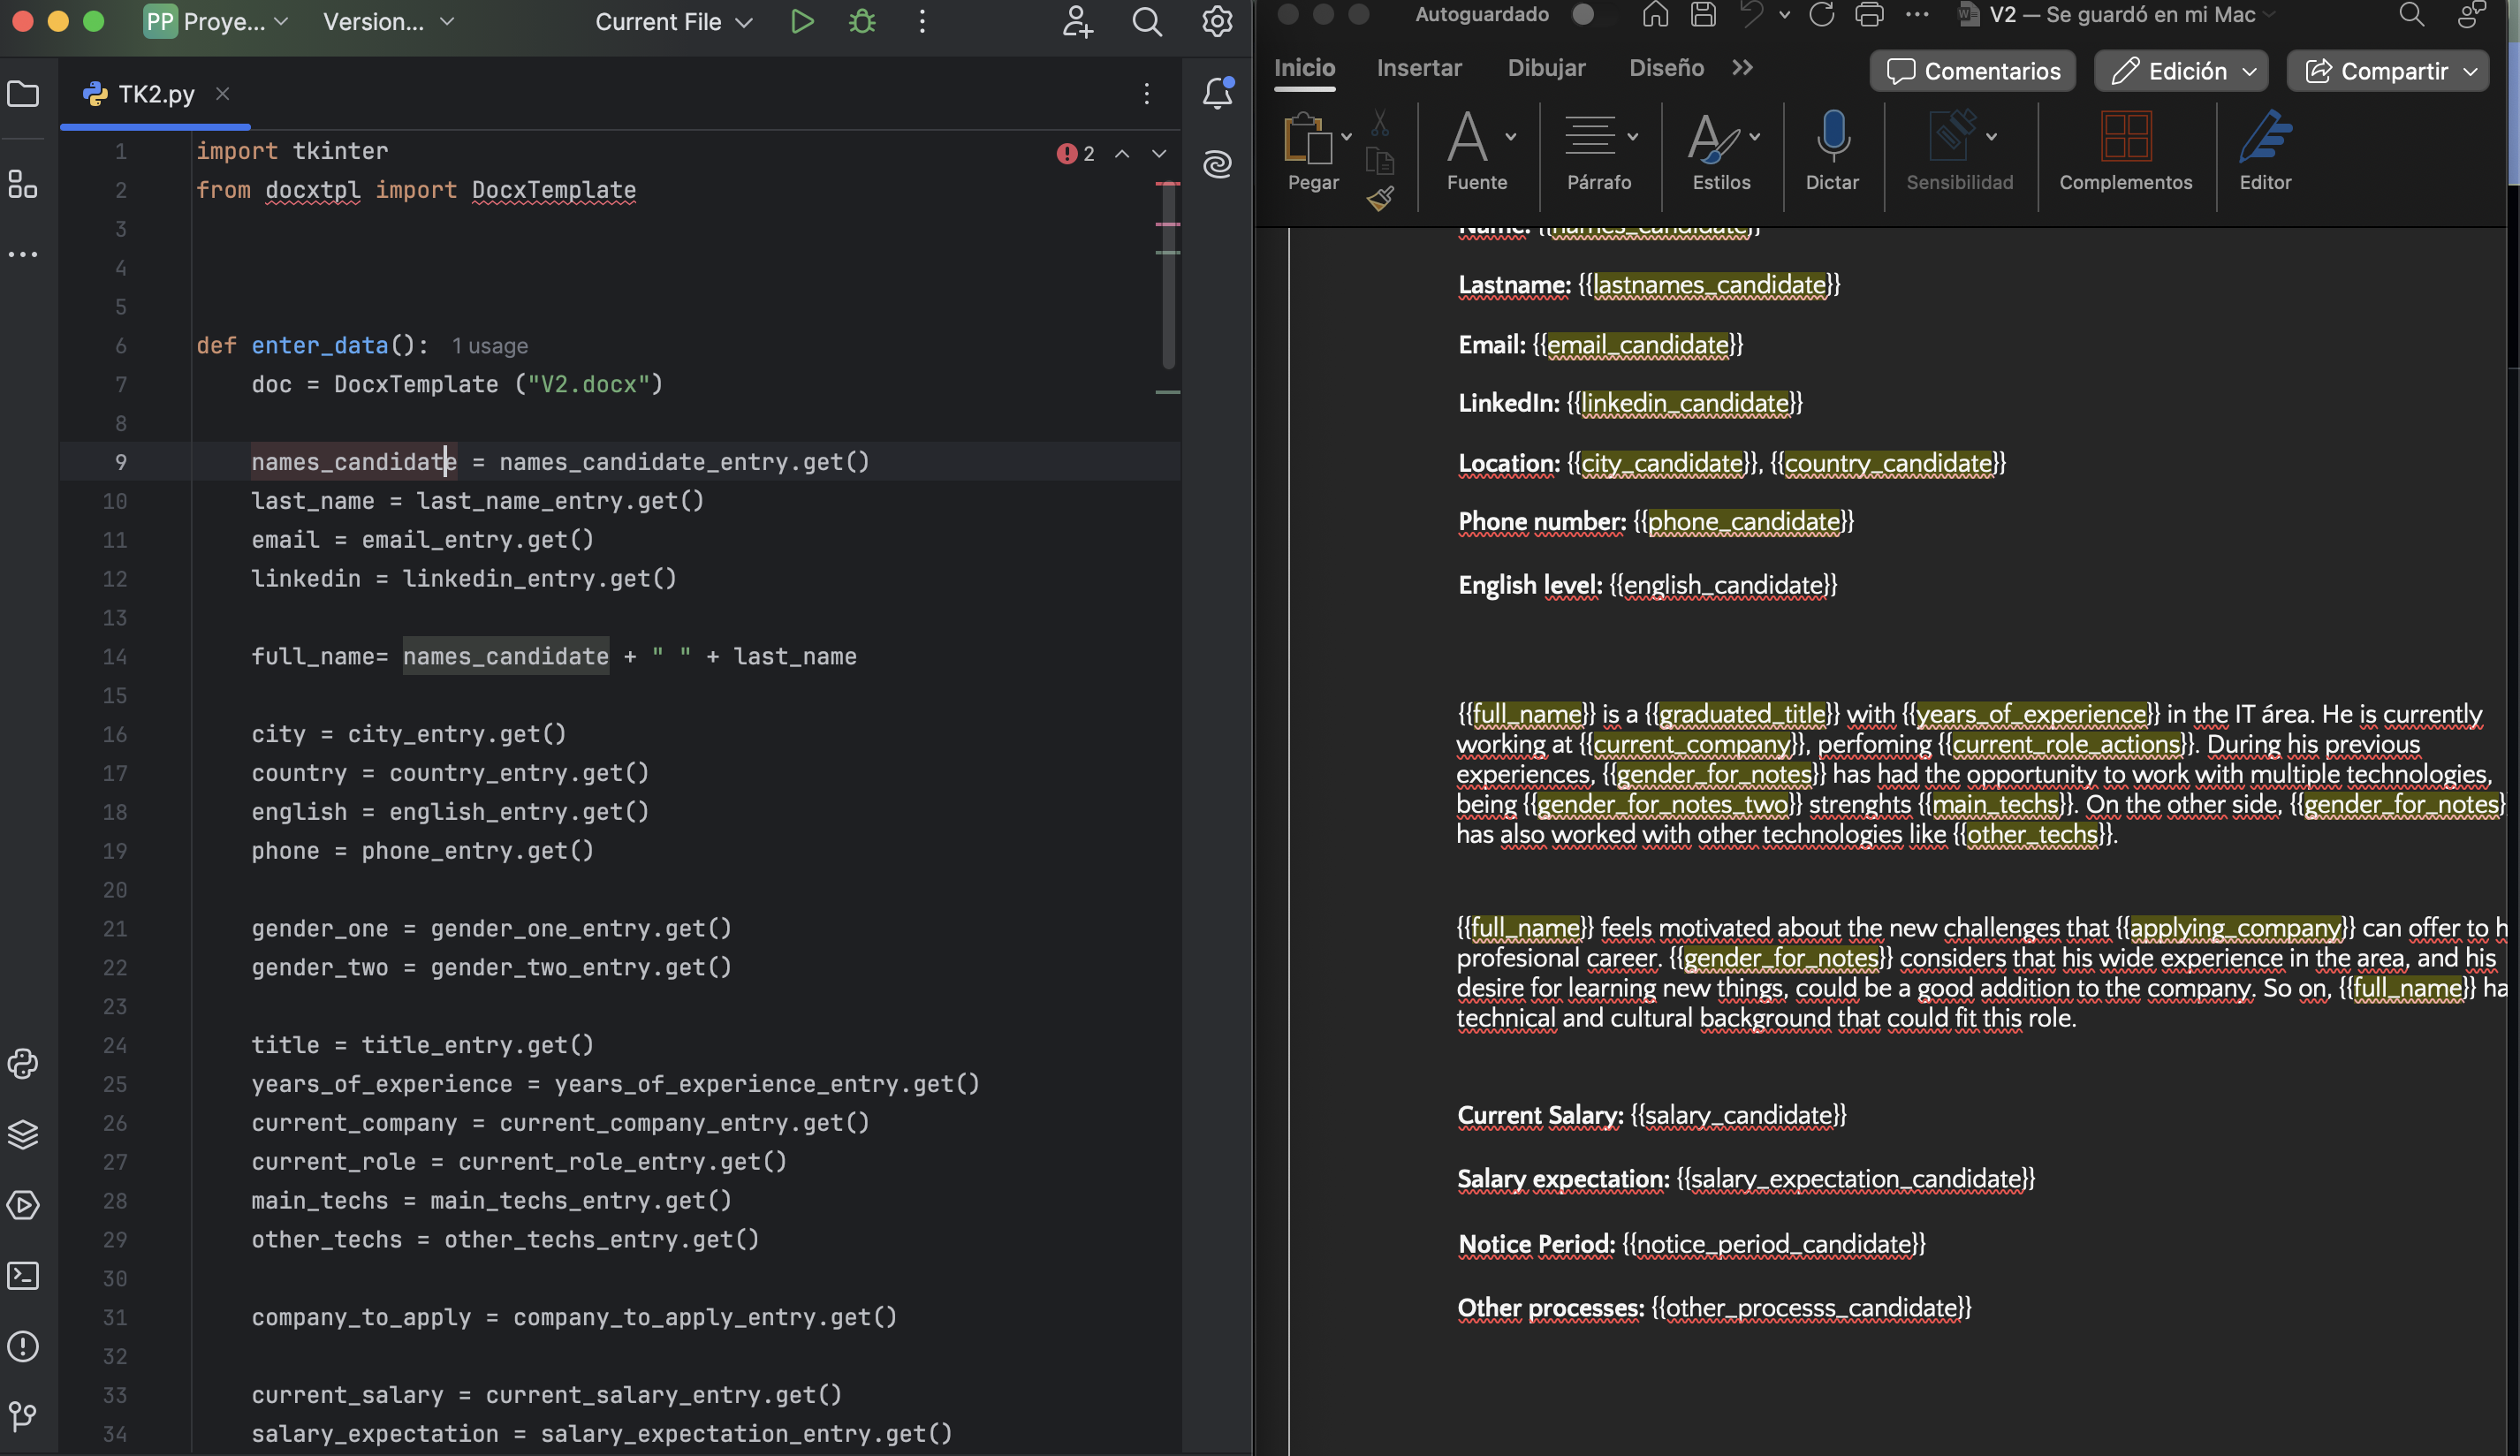 PP Proye...
Version...
Current File
TK2.py
2
1 import tkinter
2 from docxtpl import DocxTemplate
3
4
5
6 def enter_data(): 1 usage
7 doc = DocxTemplate ("V2.docx")
8
9 names_candidate = names_candidate_entry.get()
10 last_name = last_name_entry.get()
11 email = email_entry.get()
12 linkedin = linkedin_entry.get()
13
14 full_name= names_candidate + " " + last_name
15
16 city = city_entry.get()
17 country = country_entry.get()
18 english = english_entry.get()
19 phone = phone_entry.get()
20
21 gender_one = gender_one_entry.get()
22 gender_two = gender_two_entry.get()
23
24 title = title_entry.get()
25 years_of_experience = years_of_experience_entry.get()
26 current_company = current_company_entry.get()
27 current_role = current_role_entry.get()
28 main_techs = main_techs_entry.get()
29 other_techs = other_techs_entry.get()
30
31 company_to_apply = company_to_apply_entry.get()
32
33 current_salary = current_salary_entry.get()
34 salary_expectation = salary_expectation_entry.get()
Autoguardado
V2 — Se guardó en mi Mac
Inicio
Insertar
Dibujar
Diseño
Comentarios
Edición
Compartir
Pegar
Fuente
Párrafo
Estilos
Dictar
Sensibilidad
Complementos
Editor
Name: {{names_candidate}}
Lastname: {{lastnames_candidate}}
Email: {{email_candidate}}
LinkedIn: {{linkedin_candidate}}
Location: {{city_candidate}}, {{country_candidate}}
Phone number: {{phone_candidate}}
English level: {{english_candidate}}
{{full_name}} is a {{graduated_title}} with {{years_of_experience}} in the IT área. He is currently
working at {{current_company}}, perfoming {{current_role_actions}}. During his previous
experiences, {{gender_for_notes}} has had the opportunity to work with multiple technologies,
being {{gender_for_notes_two}} strenghts {{main_techs}}. On the other side, {{gender_for_notes}
has also worked with other technologies like {{other_techs}}.
{{full_name}} feels motivated about the new challenges that {{applying_company}} can offer to h
profesional career. {{gender_for_notes}} considers that his wide experience in the area, and his
desire for learning new things, could be a good addition to the company. So on, {{full_name}} ha
technical and cultural background that could fit this role.
Current Salary: {{salary_candidate}}
Salary expectation: {{salary_expectation_candidate}}
Notice Period: {{notice_period_candidate}}
Other processes: {{other_processs_candidate}}